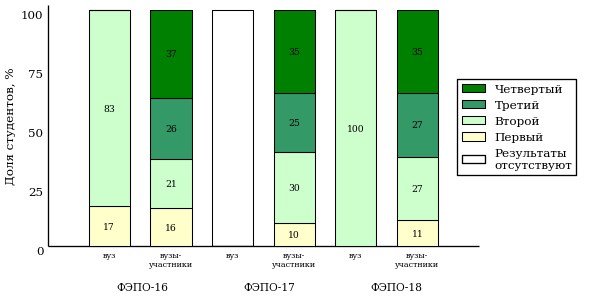 Доля студентов, %
100
75
50
25
0
83
17
37
26
21
16
35
25
30
10
100
35
27
27
11
вуз
вузы-
участники
вуз
вузы-
участники
вуз
вузы-
участники
ФЭПО-16
ФЭПО-17
ФЭПО-18
Четвертый
Третий
Второй
Первый
Результаты
отсутствуют